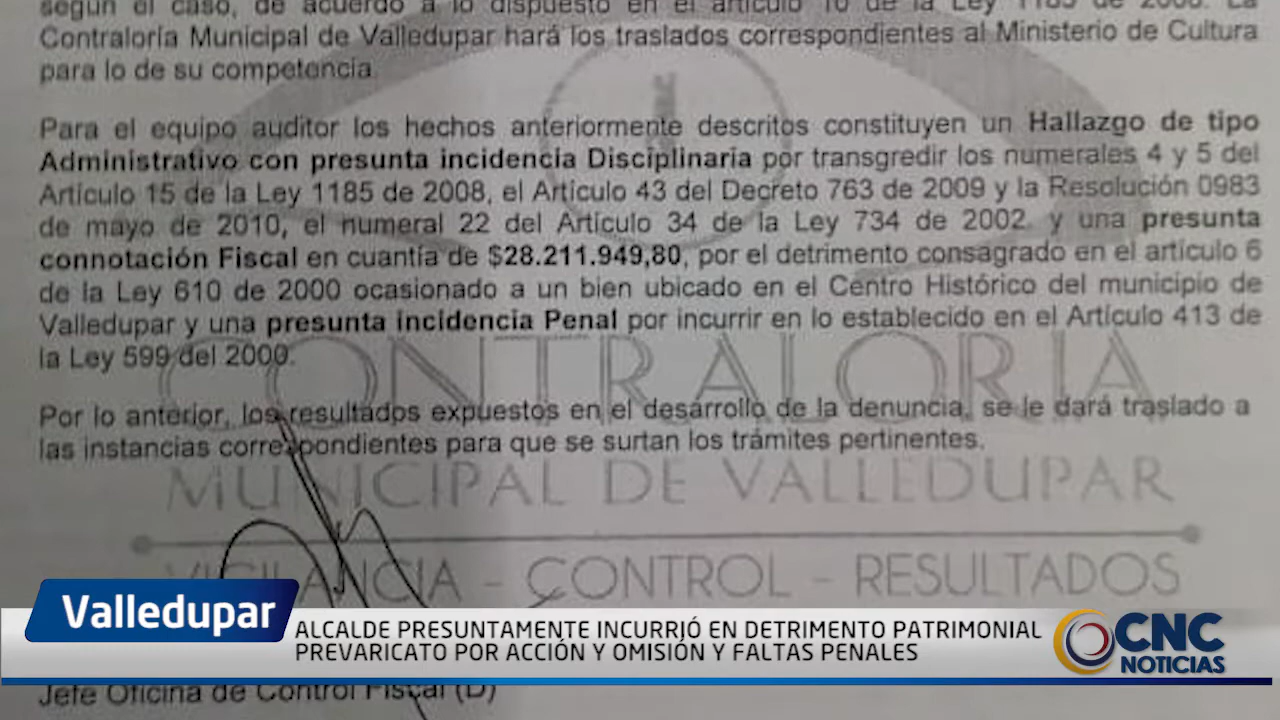 según el caso, de acuerdo a lo dispuesto en el artículo 10 de la Ley 1185 de 2008. La
Contraloría Municipal de Valledupar hará los traslados correspondientes al Ministerio de Cultura
para lo de su competencia.
Para el equipo auditor los hechos anteriormente descritos constituyen un Hallazgo de tipo
Administrativo con presunta incidencia Disciplinaria por transgredir los numerales 4 y 5 del
Artículo 15 de la Ley 1185 de 2008, el Artículo 43 del Decreto 763 de 2009 y la Resolución 0983
de mayo de 2010, el numeral 22 del Artículo 34 de la Ley 734 de 2002, y una presunta
connotación Fiscal en cuantía de $28.211.949,80, por el detrimento consagrado en el artículo 6
de la Ley 610 de 2000 ocasionado a un bien ubicado en el Centro Histórico del municipio de
Valledupar y una presunta incidencia Penal por incurrir en lo establecido en el Artículo 413 de
la Ley 599 del 2000.
CONTRALORIA
Por lo anterior, los resultados expuestos en el desarrollo de la denuncia, se le dará traslado a
las instancias correspondientes para que se surtan los trámites pertinentes.
MUNICIPAL DE VALLEDUPAR
VIGILANCIA - CONTROL - RESULTADOS
Valledupar
ALCALDE PRESUNTAMENTE INCURRIÓ EN DETRIMENTO PATRIMONIAL
PREVARICATO POR ACCIÓN Y OMISIÓN Y FALTAS PENALES
CNC
NOTICIAS
Jefe Oficina de Control Fiscal (D)